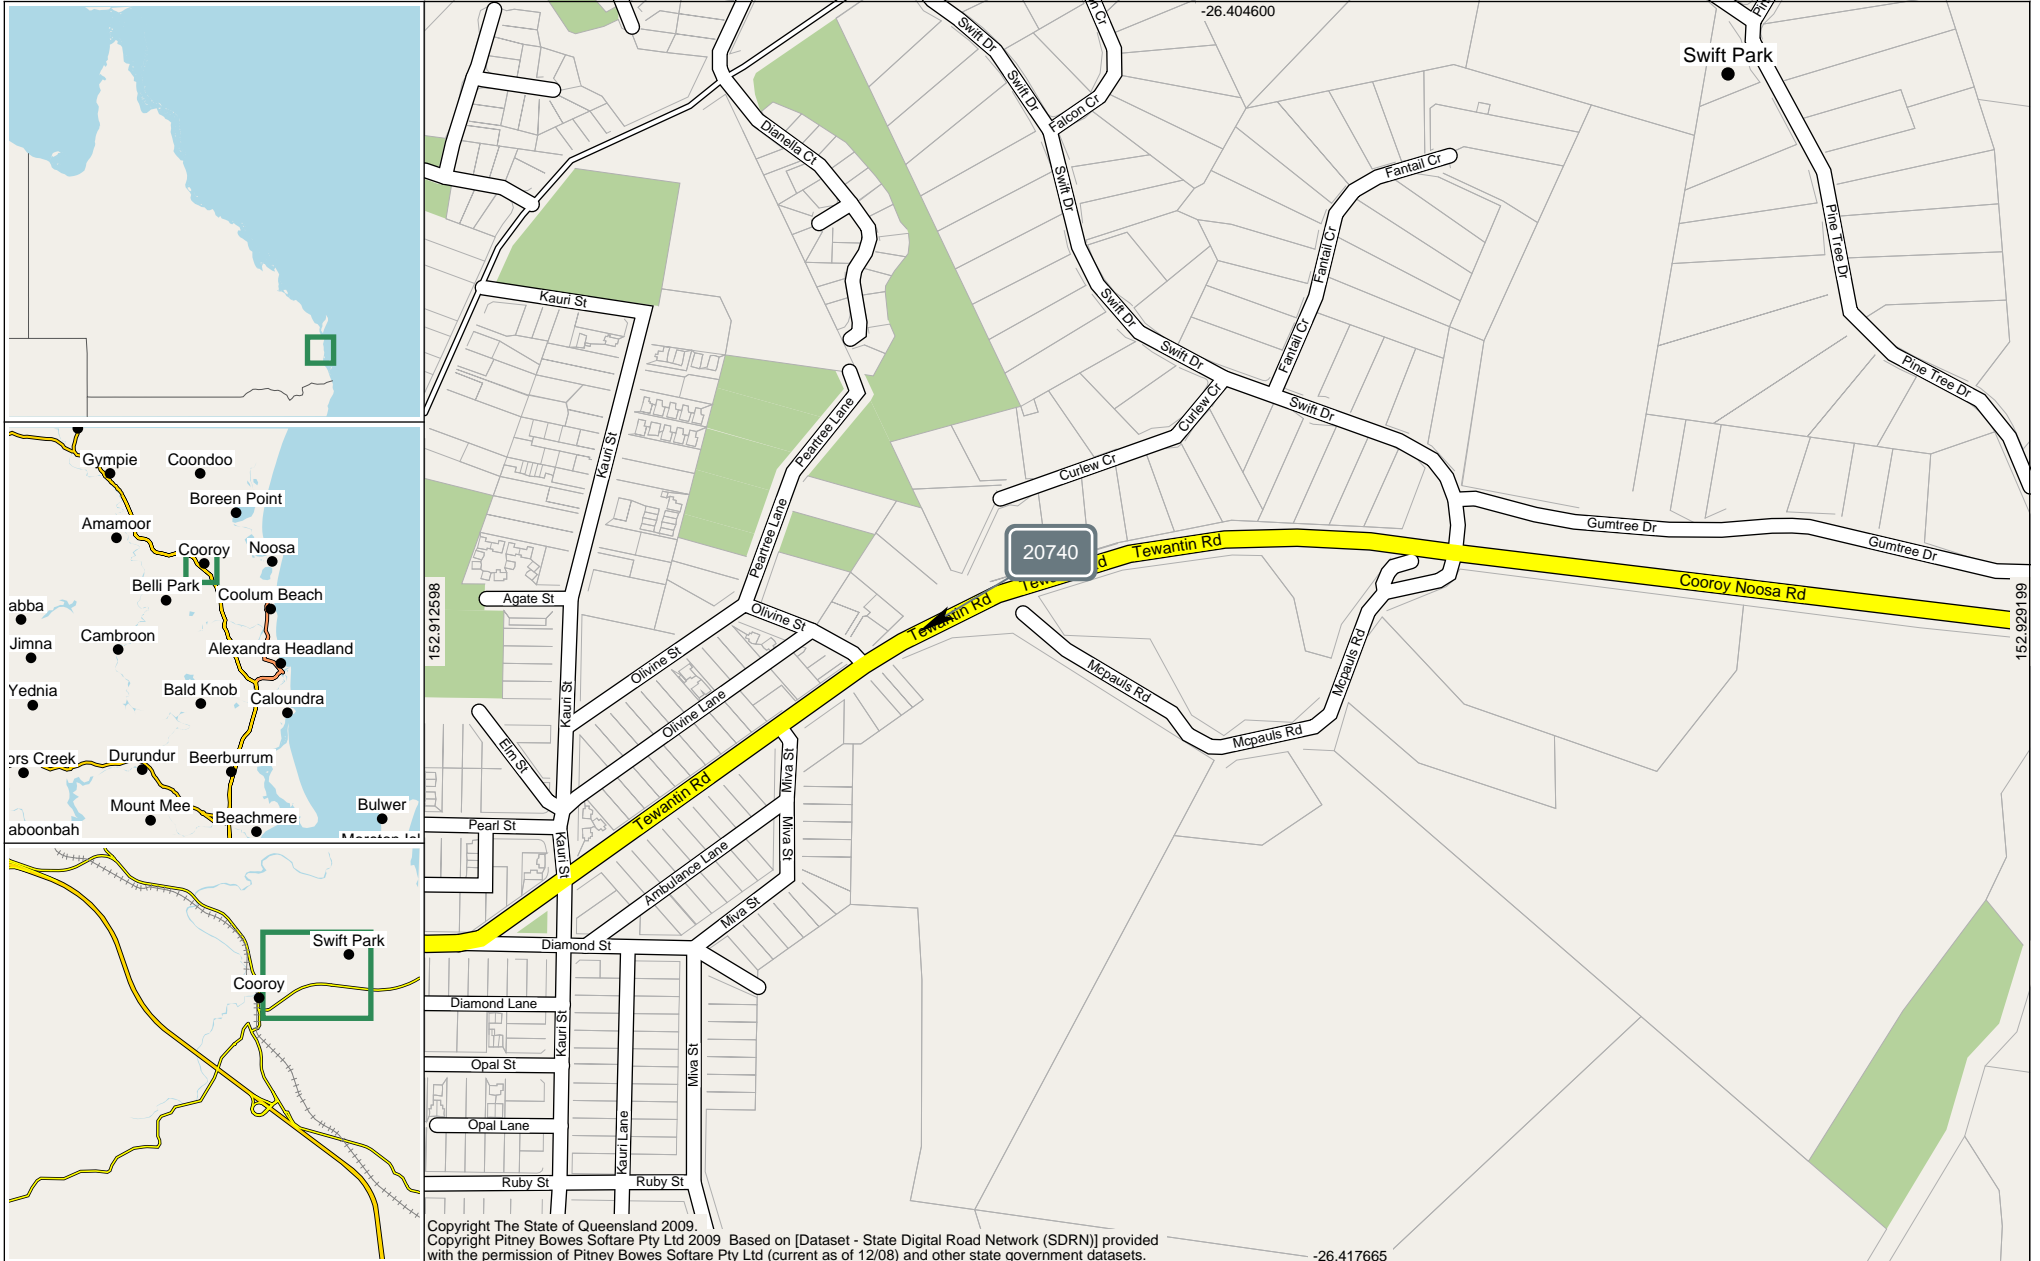 Gympie
Coondoo
Boreen Point
Amamoor
Cooroy
Noosa
Belli Park
Coolum Beach
abba
Cambroon
Jimna
Alexandra Headland
Yednia
Bald Knob
Caloundra
ors Creek
Durundur
Beerburrum
Mount Mee
Bulwer
Beachmere
aboonbah
Swift Park
Cooroy
-26.404600
Swift Park
Swift Dr
Swift Dr
Falcon Cr
Dianella Ct
Swift Dr
Fantail Cr
Fantail Cr
Pine Tree Dr
Kauri St
Swift Dr
Fantail Cr
Swift Dr
Pine Tree Dr
Curlew Cr
Swift Dr
Peartree Lane
Kauri St
Curlew Cr
Peartree Lane
20740
Tewantin Rd
Gumtree Dr
Gumtree Dr
Cooroy Noosa Rd
152.912598
152.929199
Agate St
Olivine St
Tewantin Rd
Olivine St
Mcpauls Rd
Mcpauls Rd
Kauri St
Olivine Lane
Mcpauls Rd
Elm St
Miva St
Tewantin Rd
Pearl St
Kauri St
Miva St
Ambulance Lane
Miva St
Diamond St
Diamond Lane
Kauri St
Opal St
Miva St
Opal Lane
Kauri Lane
Ruby St
Ruby St
Copyright The State of Queensland 2009.
Copyright Pitney Bowes Softare Pty Ltd 2009 Based on [Dataset - State Digital Road Network (SDRN)] provided
with the permission of Pitney Bowes Softare Pty Ltd (current as of 12/08) and other state government datasets.
-26.417665